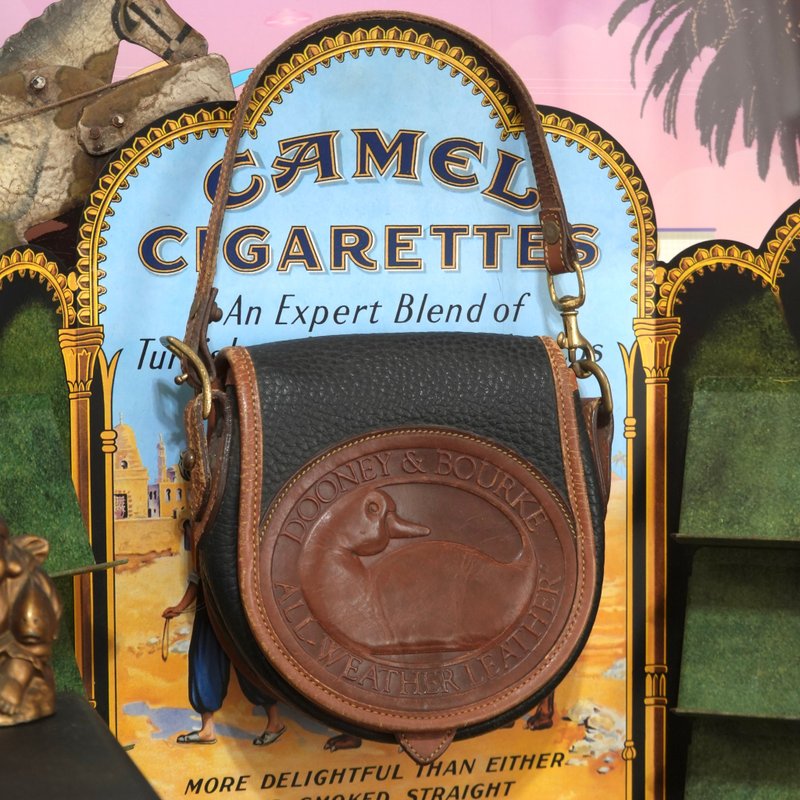 CAMEL
CIGARETTES
An Expert Blend of
DOONEY & BOURKE
ALL-WEATHER LEATHER
MORE DELIGHTFUL THAN EITHER
SMOKED STRAIGHT